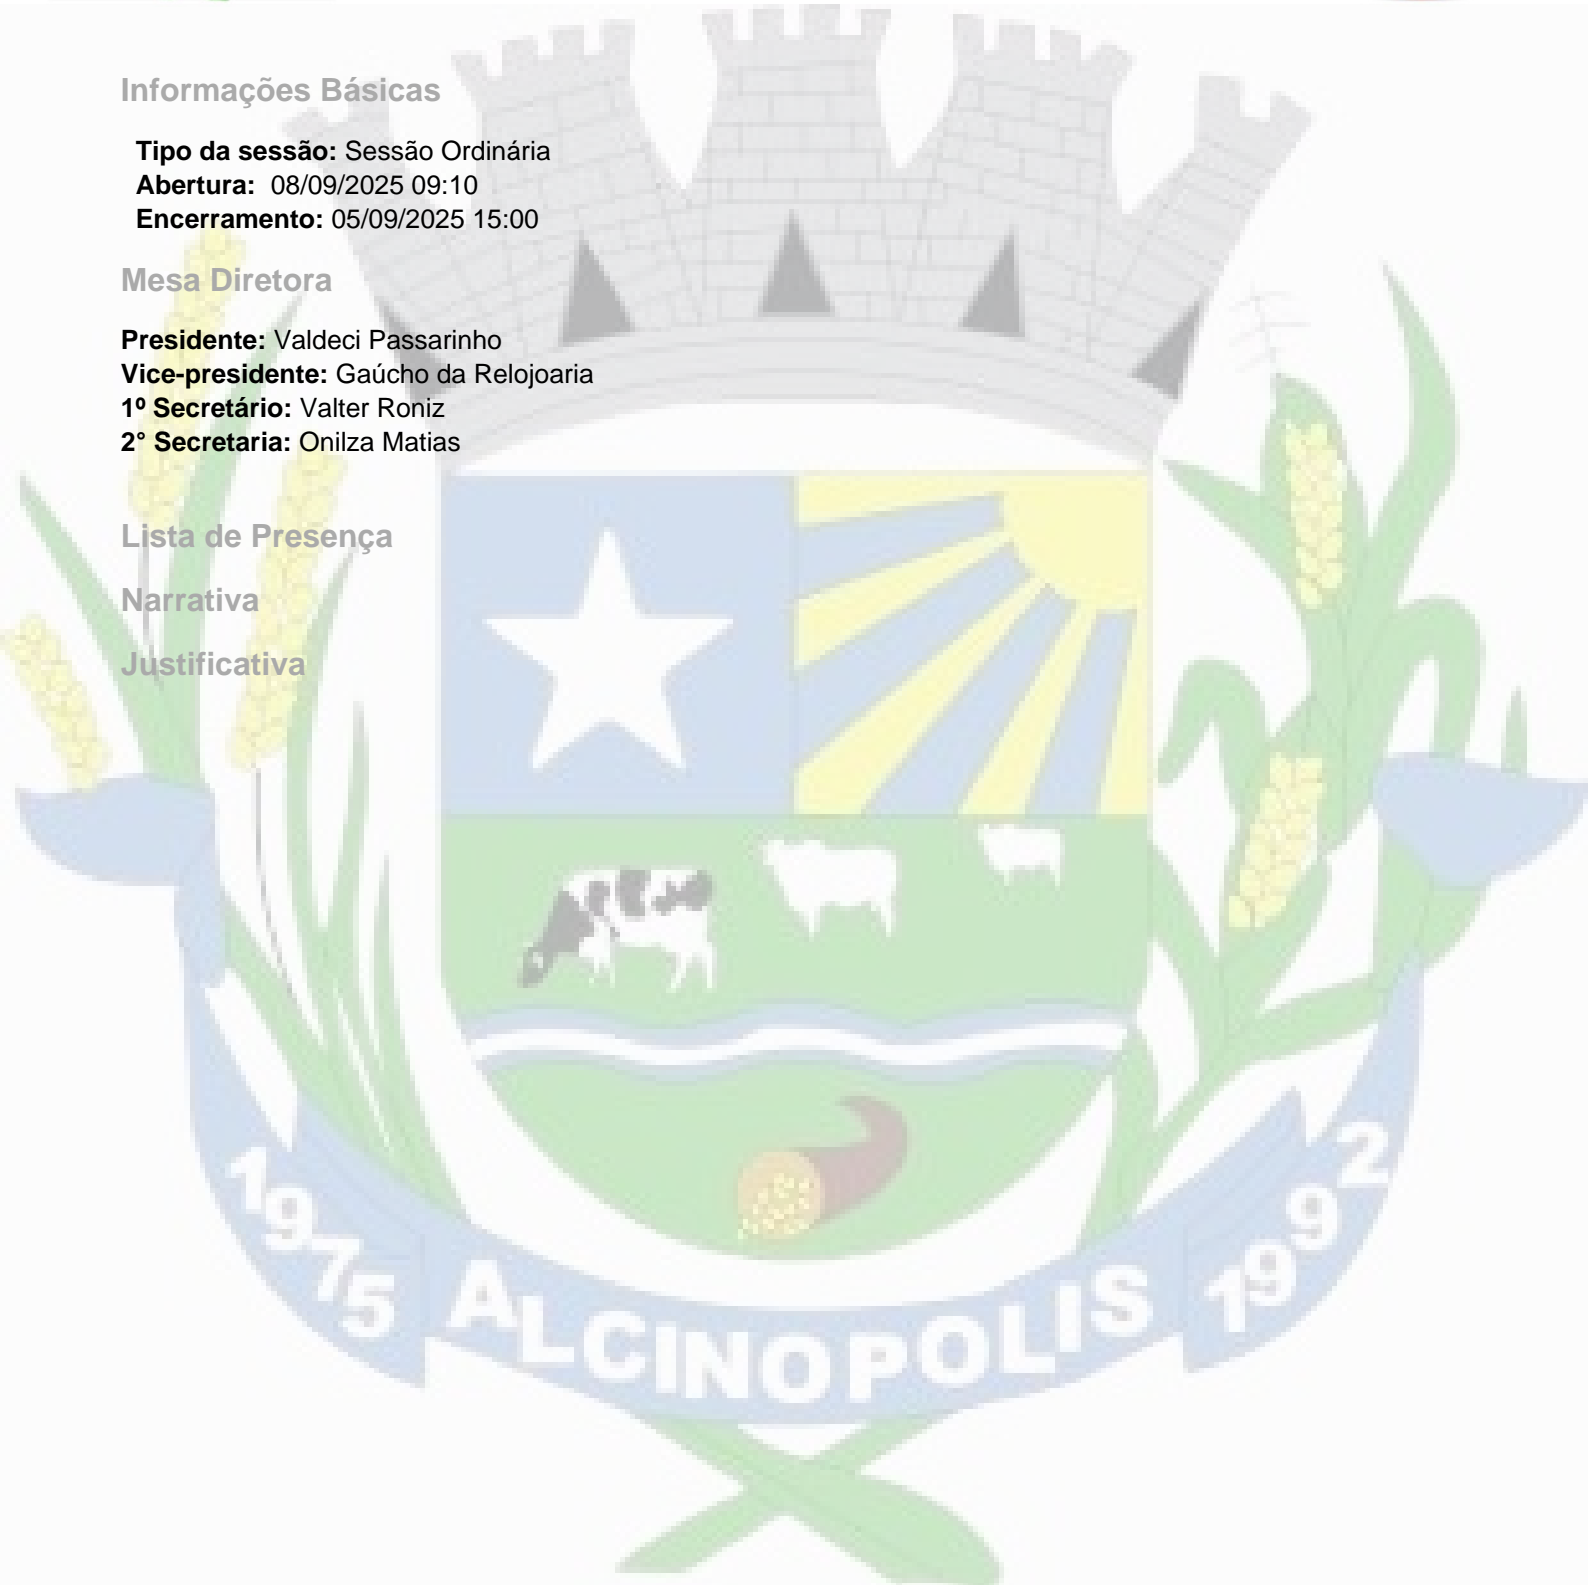 Informações Básicas
Tipo da sessão: Sessão Ordinária
Abertura: 08/09/2025 09:10
Encerramento: 05/09/2025 15:00
Mesa Diretora
Presidente: Valdeci Passarinho
Vice-presidente: Gaúcho da Relojoaria
1º Secretário: Valter Roniz
2° Secretaria: Onilza Matias
Lista de Presença
Narrativa
Justificativa
1975 ALCINOPOLIS 1992